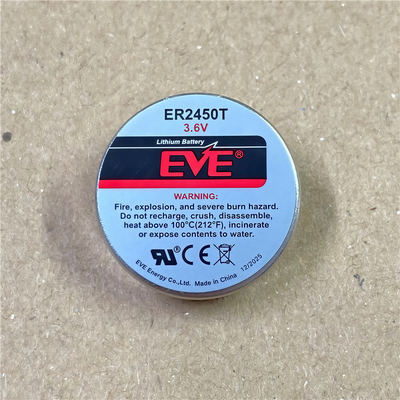 ER2450T
3.6V
Lithium Battery
EVE®
WARNING:
Fire, explosion, and severe burn hazard.
Do not recharge, crush, disassemble,
heat above 100°C(212°F), incinerate
or expose contents to water.
EVE Energy Co.,Ltd. Made in China 12/2025